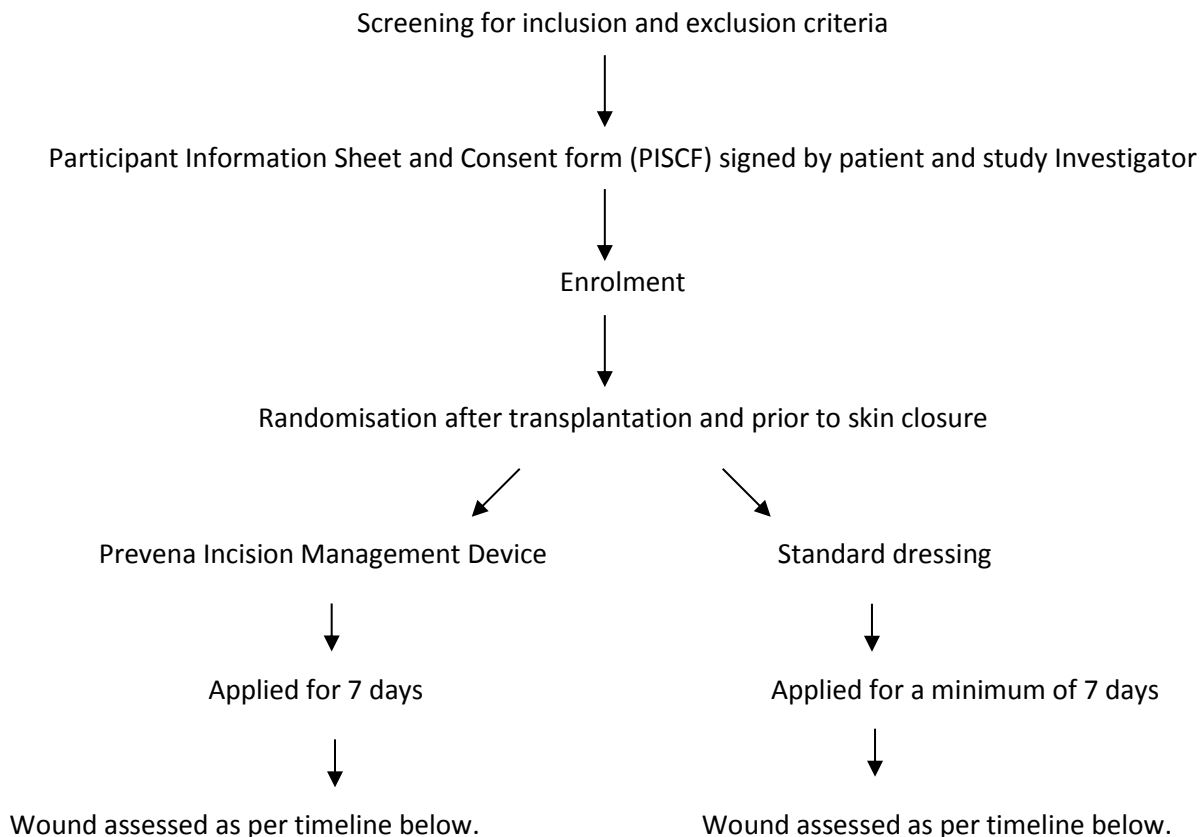 Screening for inclusion and exclusion criteria
Participant Information Sheet and Consent form (PISCF) signed by patient and study Investigator
Enrolment
Randomisation after transplantation and prior to skin closure
Prevena Incision Management Device
Standard dressing
Applied for 7 days
Applied for a minimum of 7 days
Wound assessed as per timeline below.
Wound assessed as per timeline below.